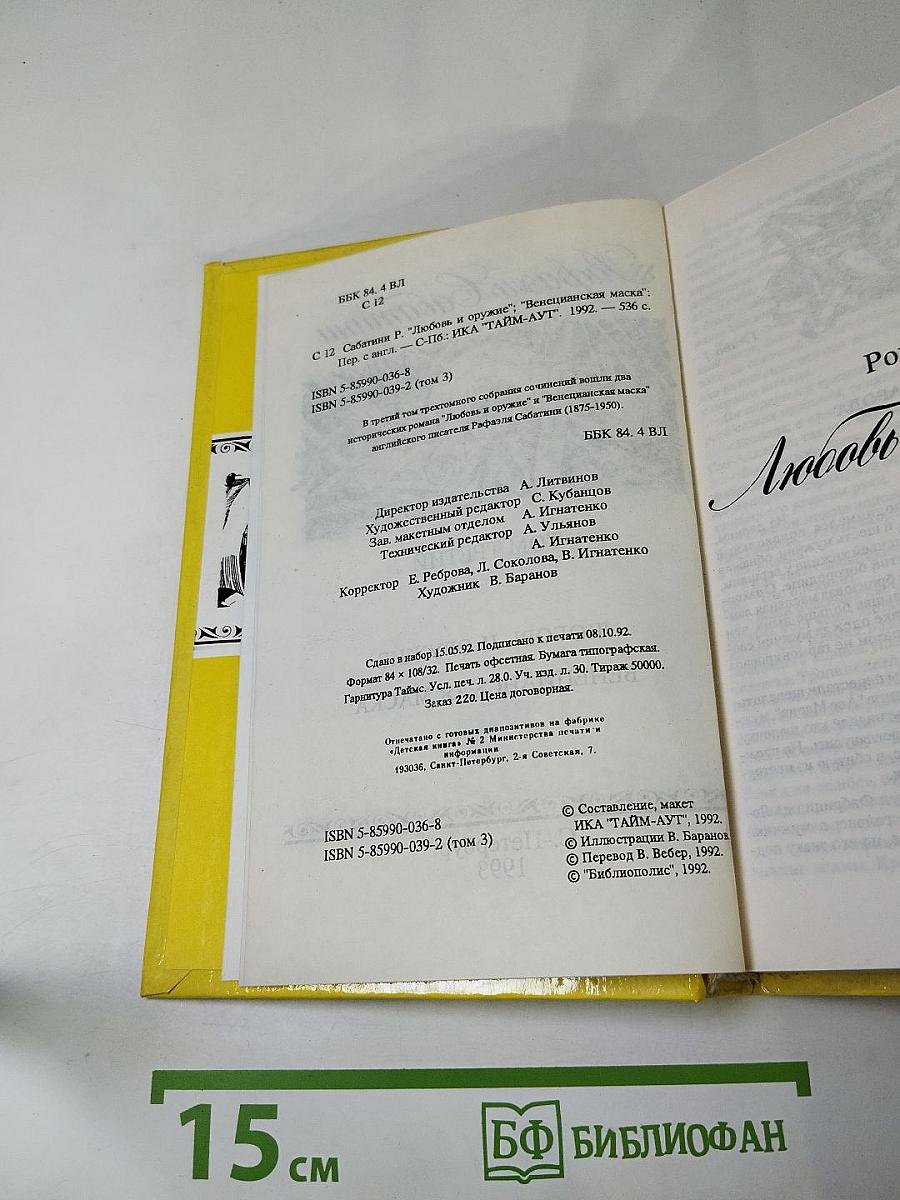 ББК 84. 4 ВЛ
С 12
С 12 Сабатини Р. "Любовь и оружие"; "Венецианская маска":
Пер. с англ. — С-Пб.: ИКА "ТАЙМ-АУТ". 1992. — 536 с.
ISBN 5-85990-036-8
ISBN 5-85990-039-2 (том 3)
В третий том трехтомного собрания сочинений вошли два
исторических романа "Любовь и оружие" и "Венецианская маска"
английского писателя Рафаэля Сабатини (1875-1950).
ББК 84. 4 ВЛ
Директор издательства А. Литвинов
Художественный редактор С. Кубанцов
Зав. макетным отделом А. Игнатенко
Технический редактор А. Ульянов
А. Игнатенко
Корректор Е. Реброва, Л. Соколова, В. Игнатенко
Художник В. Баранов
Сдано в набор 15.05.92. Подписано к печати 08.10.92.
Формат 84 × 108/32. Печать офсетная. Бумага типографская.
Гарнитура Таймс. Усл. печ. л. 28.0. Уч. изд. л. 30. Тираж 50000.
Заказ 220. Цена договорная.
Отпечатано с готовых диапозитивов на фабрике
«Детская книга» № 2 Министерства печати и
информации
193036, Санкт-Петербург, 2-я Советская, 7.
ISBN 5-85990-036-8
ISBN 5-85990-039-2 (том 3)
© Составление, макет
ИКА "ТАЙМ-АУТ", 1992.
© Иллюстрации В. Баранов
© Перевод В. Вебер, 1992.
© "Библиополис", 1992.
Любовь
15 см
БФ БИБЛИОФАН